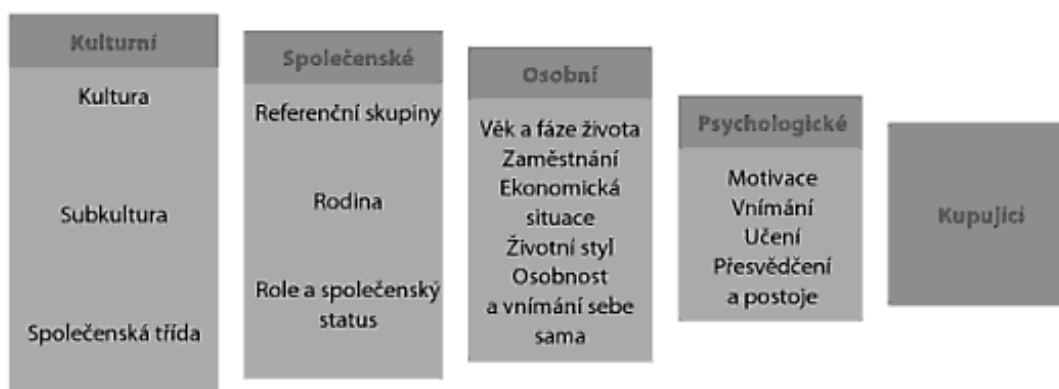 Kulturní
Kultura
Subkultura
Společenská třída
Společenské
Referenční skupiny
Rodina
Role a společenský
status
Osobní
Věk a fáze života
Zaměstnání
Ekonomická
situace
Životní styl
Osobnost
a vnímání sebe
sama
Psychologické
Motivace
Vnímání
Učení
Přesvědčení
a postoje
Kupující